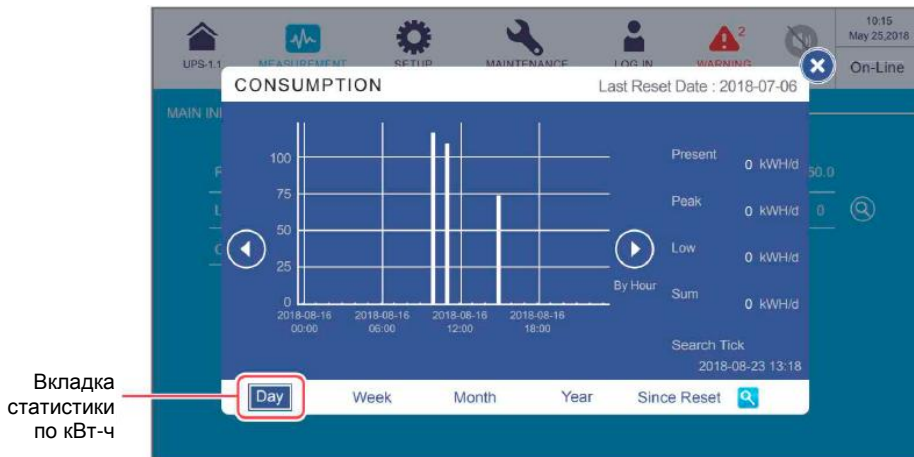 10:15
May 25,2018
UPS-1.1
MEASUREMENT
SETUP
MAINTENANCE
LOG IN
2
WARNING
On-Line
CONSUMPTION
Last Reset Date : 2018-07-06
MAIN IN
100
75
50
25
0
2018-08-16
00:00
2018-08-16
06:00
2018-08-16
12:00
2018-08-16
18:00
By Hour
Present
0 kWH/d
Peak
0 kWH/d
Low
0 kWH/d
Sum
0 kWH/d
0
Search Tick
2018-08-23 13:18
Day
Week
Month
Year
Since Reset
Вкладка
статистики
по кВт-ч